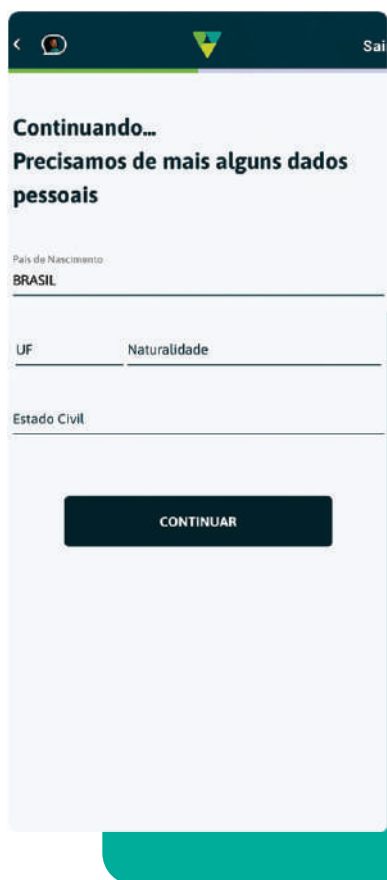 Sai
Continuando...
Precisamos de mais alguns dados
pessoais
País de Nascimento
BRASIL
UF Naturalidade
Estado Civil
CONTINUAR